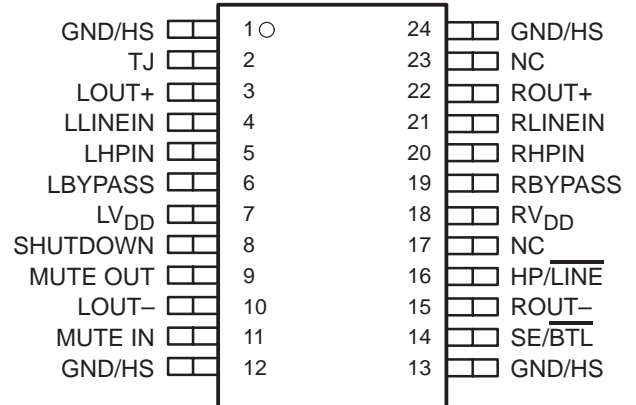 GND/HS 1 24 GND/HS
TJ 2 23 NC
LOUT+ 3 22 ROUT+
LLINEIN 4 21 RLINEIN
LHPIN 5 20 RHPIN
LBYPASS 6 19 RBYPASS
LVDD 7 18 RVDD
SHUTDOWN 8 17 NC
MUTE OUT 9 16 HP/LINE
LOUT– 10 15 ROUT–
MUTE IN 11 14 SE/BTL
GND/HS 12 13 GND/HS